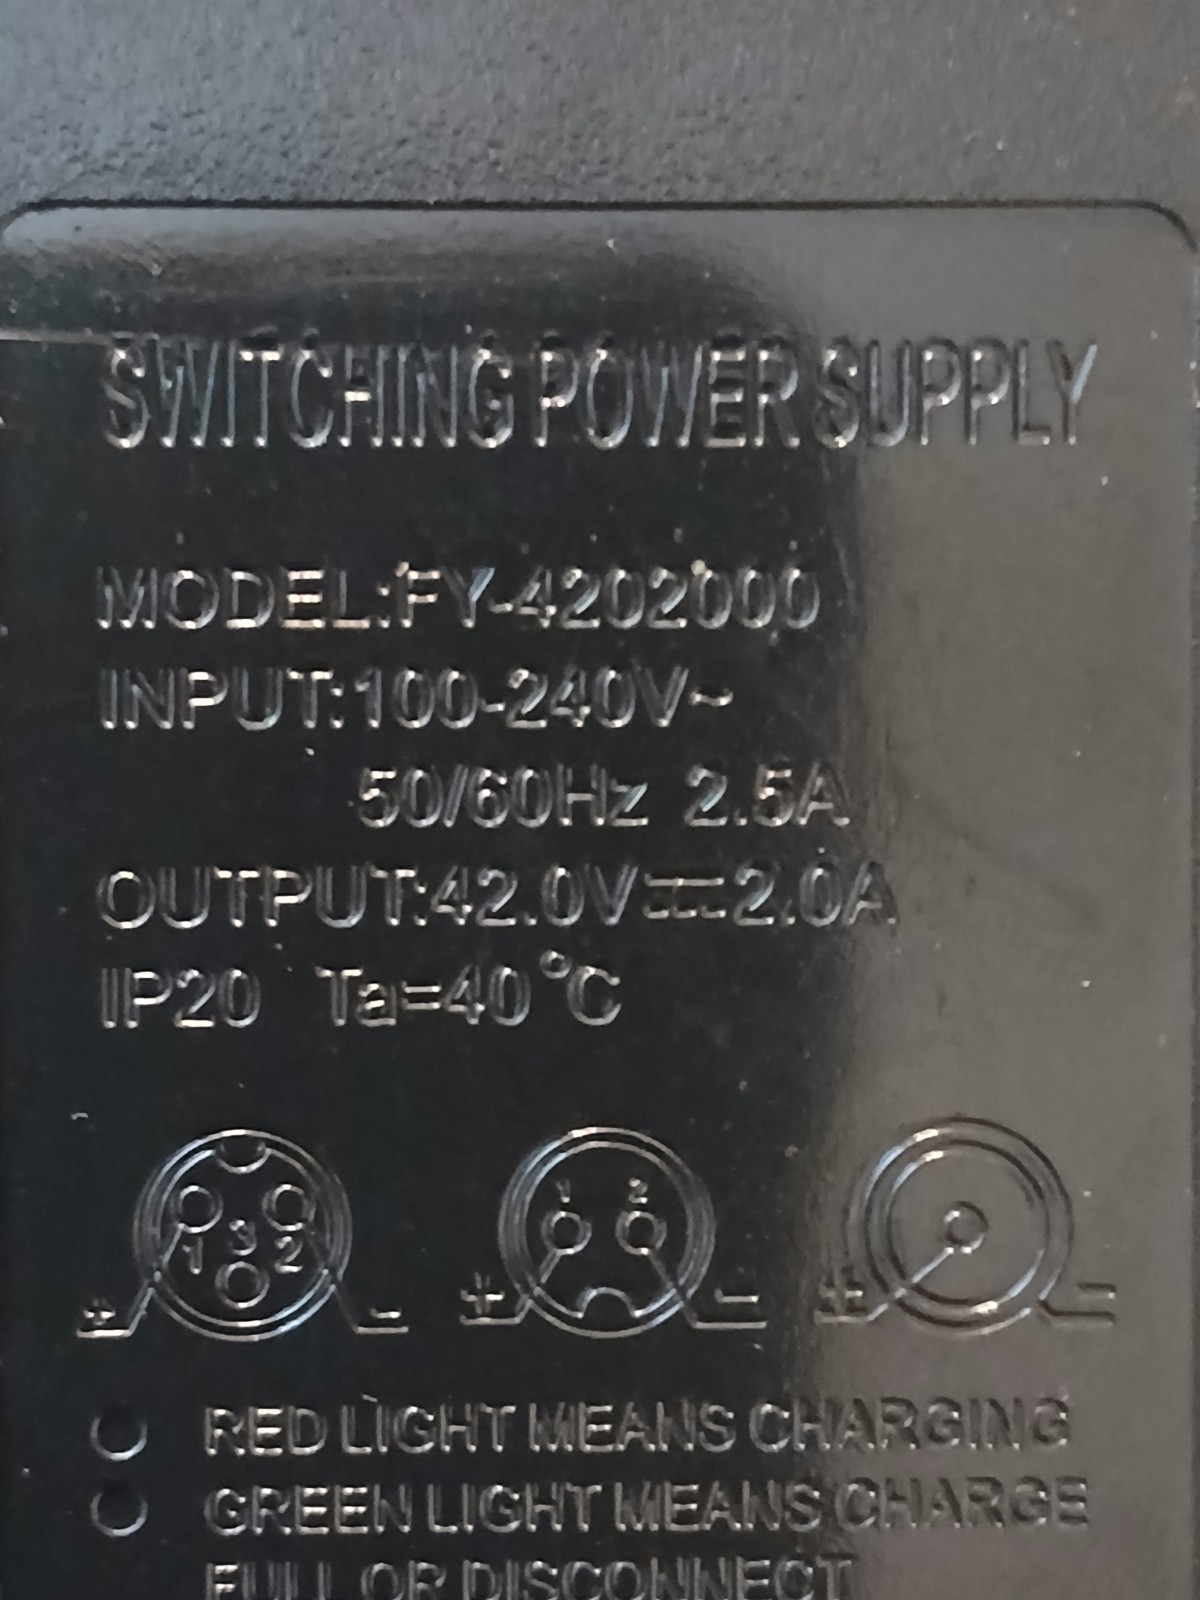 SWITCHING POWER SUPPLY
MODEL:FY-4202000
INPUT:100-240V~
50/60Hz 2.5A
OUTPUT:42.0V⎓2.0A
IP20 Ta=40°C
1 3 2
+ -
1 2
+ -
+ -
RED LIGHT MEANS CHARGING
GREEN LIGHT MEANS CHARGE
FULL OR DISCONNECT